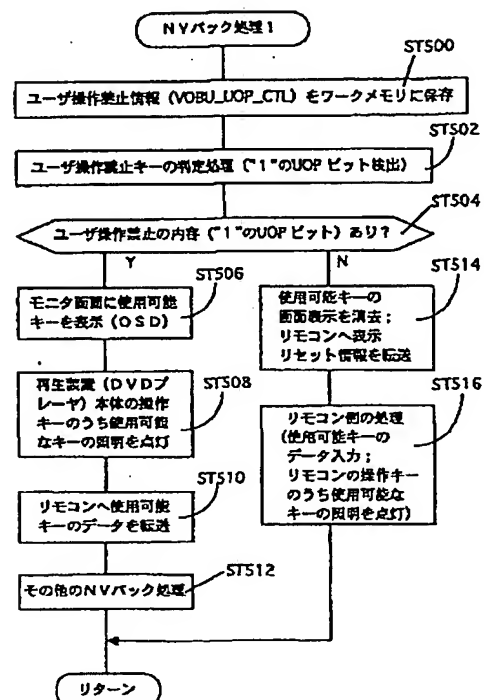 NVパック処理1
ST500
ユーザ操作禁止情報(VOBU_UOP_CTL)をワークメモリに保存
ST502
ユーザ操作禁止キーの判定処理("1"のUOPビット検出)
ST504
ユーザ操作禁止の内容("1"のUOPビット)あり?
Y
N
ST506
モニタ画面に使用可能
キーを表示(OSD)
ST508
再生装置(DVDプ
レーヤ)本体の操作
キーのうち使用可能
なキーの照明を点灯
ST510
リモコンへ使用可能
キーのデータを転送
ST512
その他のNVパック処理
ST514
使用可能キーの
画面表示を消去;
リモコンへ表示
リセット情報を転送
ST516
リモコン側の処理
(使用可能キーの
データ入力;
リモコンの操作キー
のうち使用可能な
キーの照明を点灯)
リターン